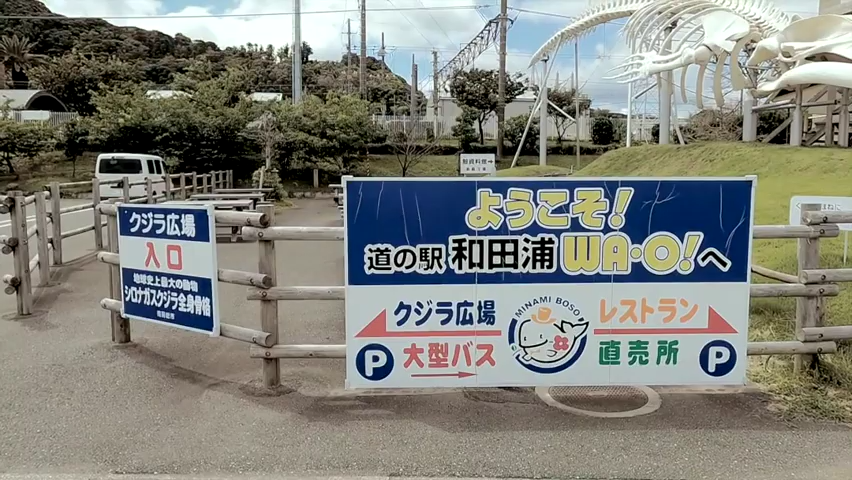 クジラ広場
入口
地球史上最大の動物
シロナガスクジラ全身骨格
ようこそ!
道の駅 和田浦 WA・O!へ
クジラ広場
P 大型バス
MINAMI BOSO
レストラン
直売所 P